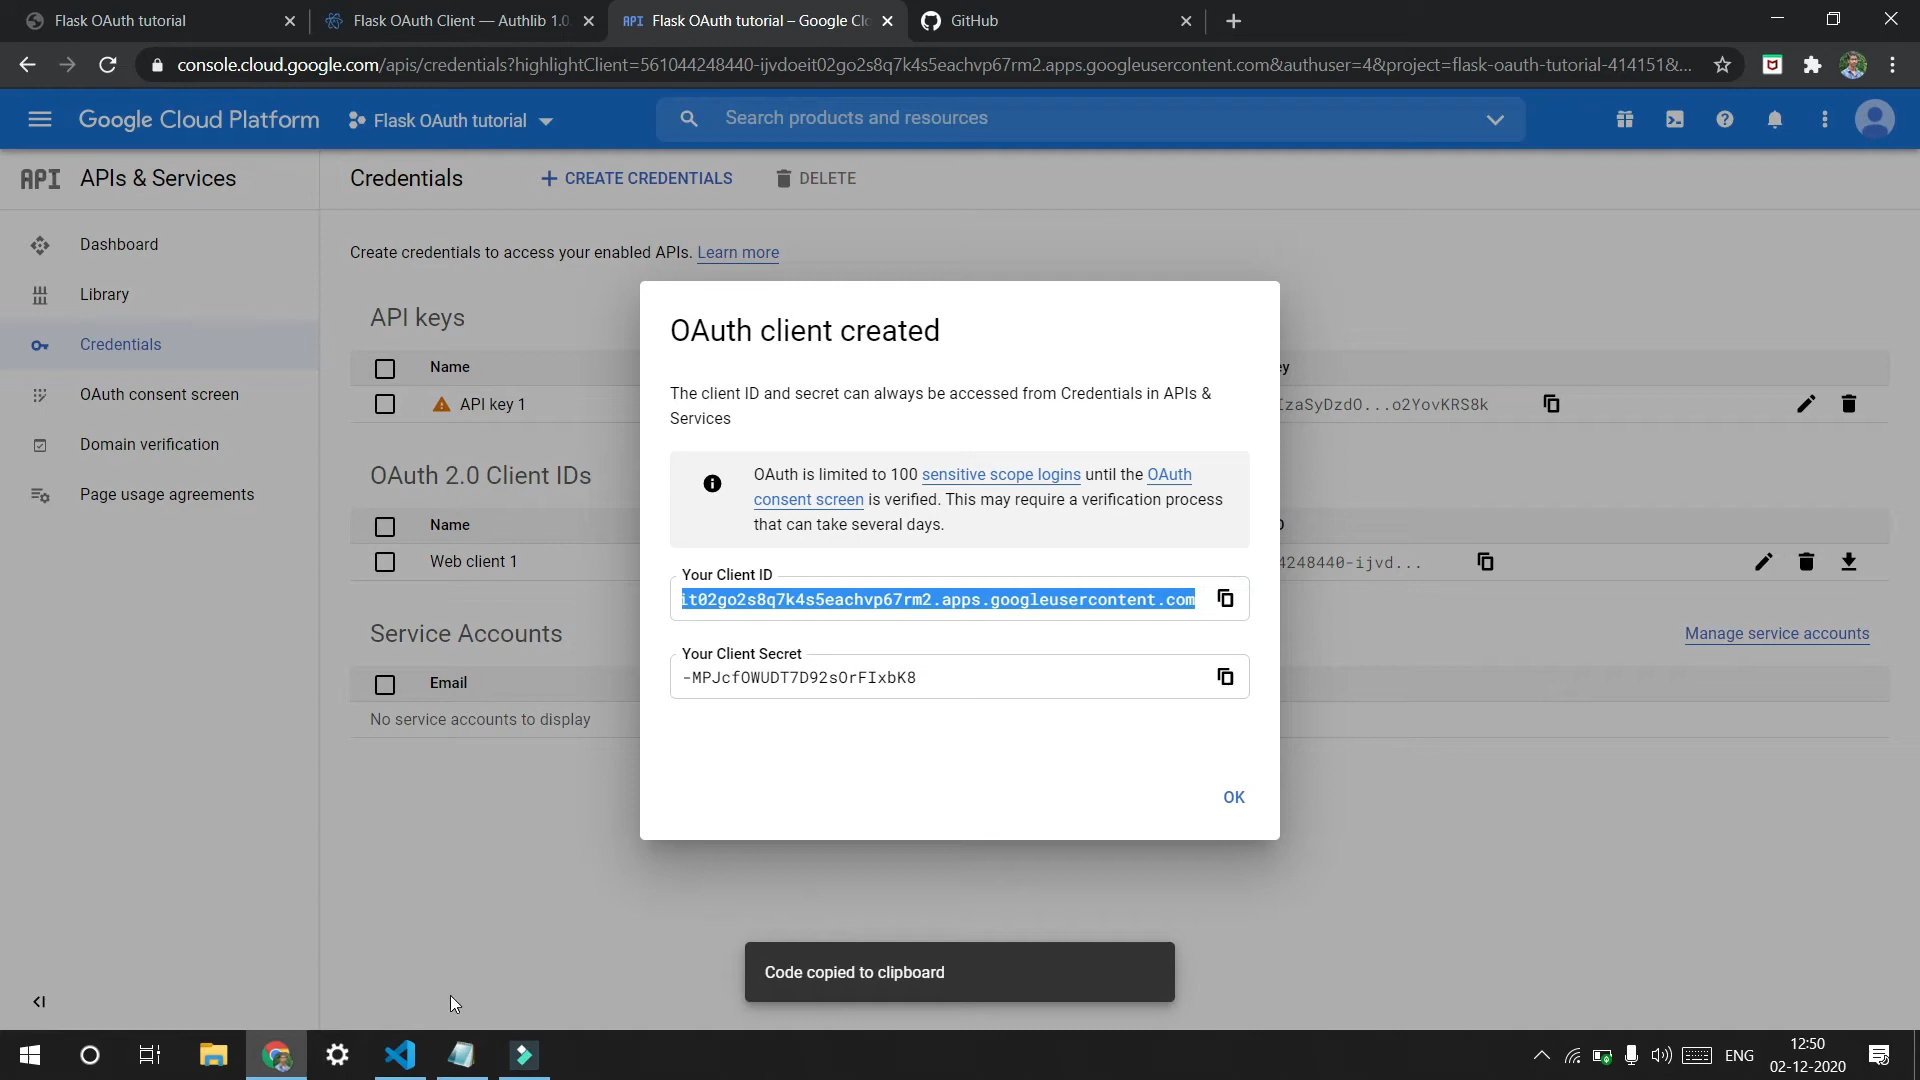 Flask OAuth tutorial
Flask OAuth Client — Authlib 1.0.
API Flask OAuth tutorial – Google Clo
GitHub
console.cloud.google.com/apis/credentials?highlightClient=561044248440-ijvdoeit02go2s8q7k4s5eachvp67rm2.apps.googleusercontent.com&authuser=4&project=flask-oauth-tutorial-414151&...
Google Cloud Platform
Flask OAuth tutorial
Search products and resources
API APIs & Services
Credentials
CREATE CREDENTIALS
DELETE
Dashboard
Library
Credentials
OAuth consent screen
Domain verification
Page usage agreements
Create credentials to access your enabled APIs. Learn more
API keys
Name
API key 1
IzaSyDzdO...o2YovKRS8k
OAuth 2.0 Client IDs
Name
Web client 1
4248440-ijvd...
Service Accounts
Manage service accounts
Email
No service accounts to display
OAuth client created
The client ID and secret can always be accessed from Credentials in APIs &
Services
OAuth is limited to 100 sensitive scope logins until the OAuth
consent screen is verified. This may require a verification process
that can take several days.
Your Client ID
it02go2s8q7k4s5eachvp67rm2.apps.googleusercontent.com
Your Client Secret
-MPJcfOWUDT7D92sOrFIxbK8
OK
Code copied to clipboard
ENG
12:50
02-12-2020